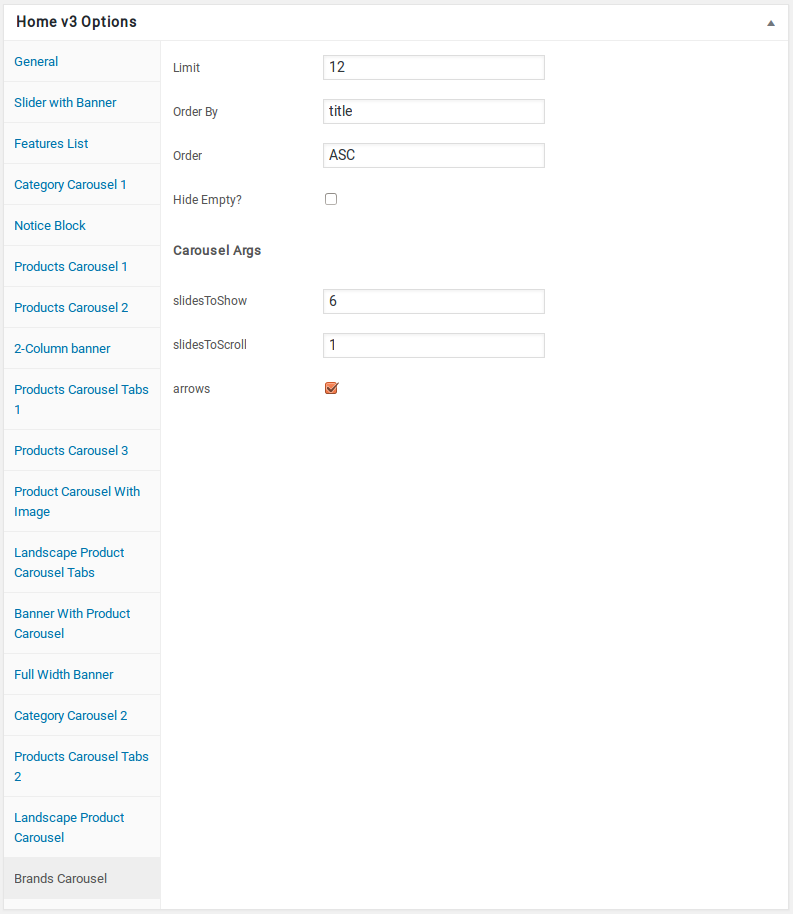 Home v3 Options
General
Slider with Banner
Features List
Category Carousel 1
Notice Block
Products Carousel 1
Products Carousel 2
2-Column banner
Products Carousel Tabs
1
Products Carousel 3
Product Carousel With
Image
Landscape Product
Carousel Tabs
Banner With Product
Carousel
Full Width Banner
Category Carousel 2
Products Carousel Tabs
2
Landscape Product
Carousel
Brands Carousel
Limit 12
Order By title
Order ASC
Hide Empty?
Carousel Args
slidesToShow 6
slidesToScroll 1
arrows